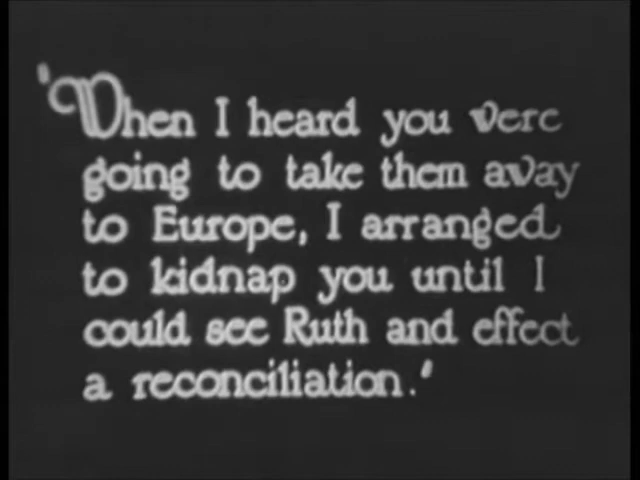 'When I heard you were
going to take them away
to Europe, I arranged
to kidnap you until I
could see Ruth and effect
a reconciliation.'